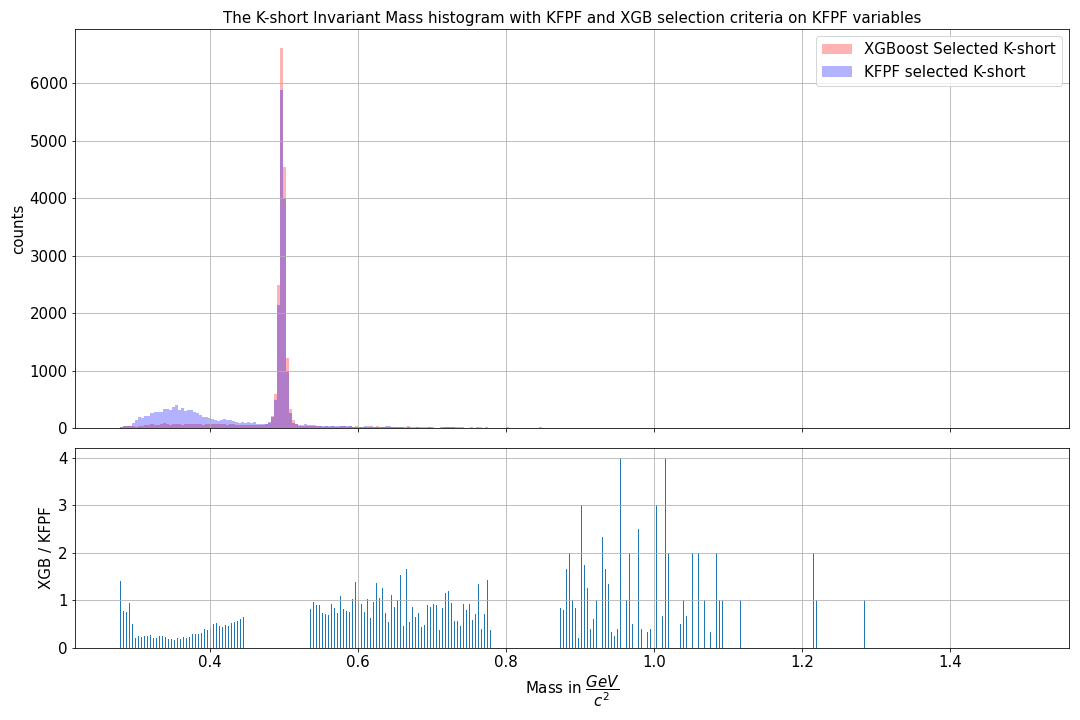 The K-short Invariant Mass histogram with KFPF and XGB selection criteria on KFPF variables
XGBoost Selected K-short
KFPF selected K-short
counts
6000
5000
4000
3000
2000
1000
0
XGB / KFPF
4
3
2
1
0
0.4 0.6 0.8 1.0 1.2 1.4
Mass in GeV/c²